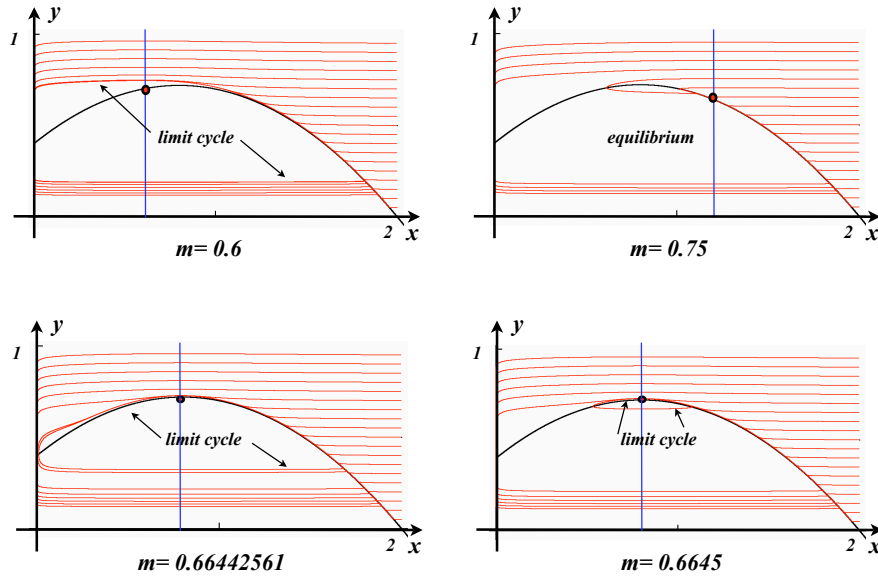 y
1
limit cycle
2
x
m= 0.6
y
1
equilibrium
2
x
m= 0.75
y
1
limit cycle
2
x
m= 0.66442561
y
1
limit cycle
2
x
m= 0.6645